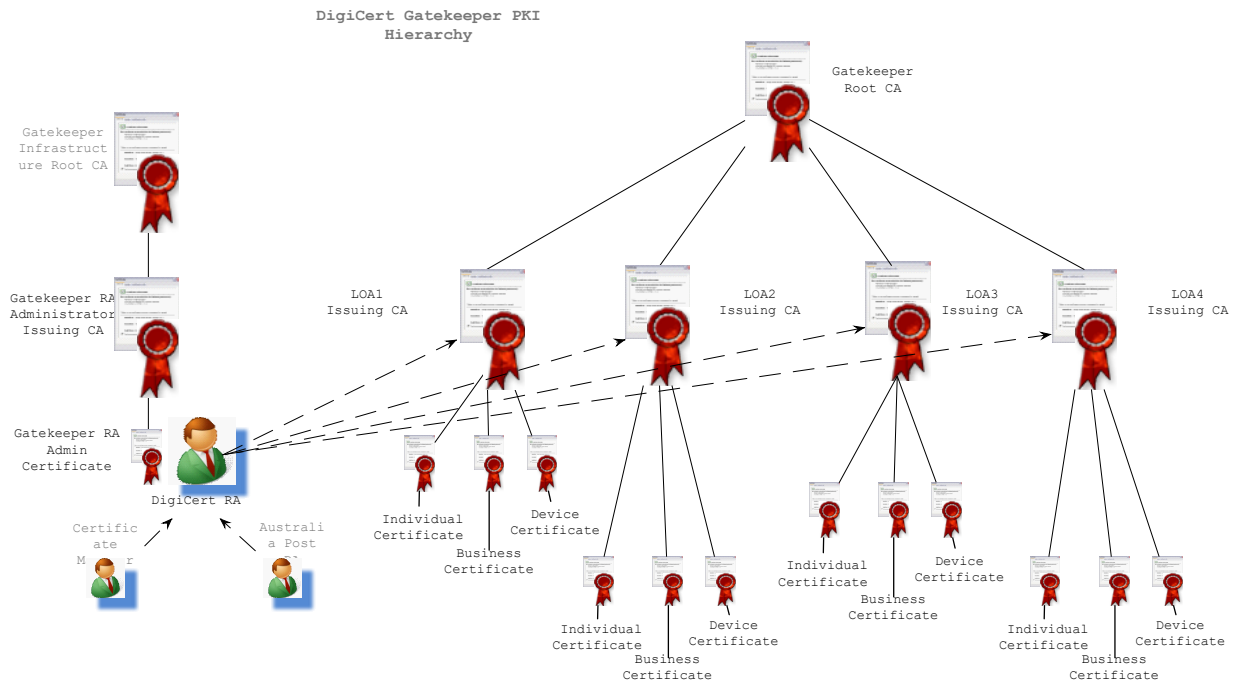 DigiCert Gatekeeper PKI
Hierarchy
Gatekeeper
Root CA
Gatekeeper
Infrastruct
ure Root CA
Gatekeeper RA
Administrator
Issuing CA
LOA1
Issuing CA
LOA2
Issuing CA
LOA3
Issuing CA
LOA4
Issuing CA
Gatekeeper RA
Admin
Certificate
DigiCert RA
Certific
ate
Australi
a Post
Individual
Certificate
Business
Certificate
Device
Certificate
Individual
Certificate
Business
Certificate
Device
Certificate
Individual
Certificate
Business
Certificate
Device
Certificate
Individual
Certificate
Business
Certificate
Device
Certificate